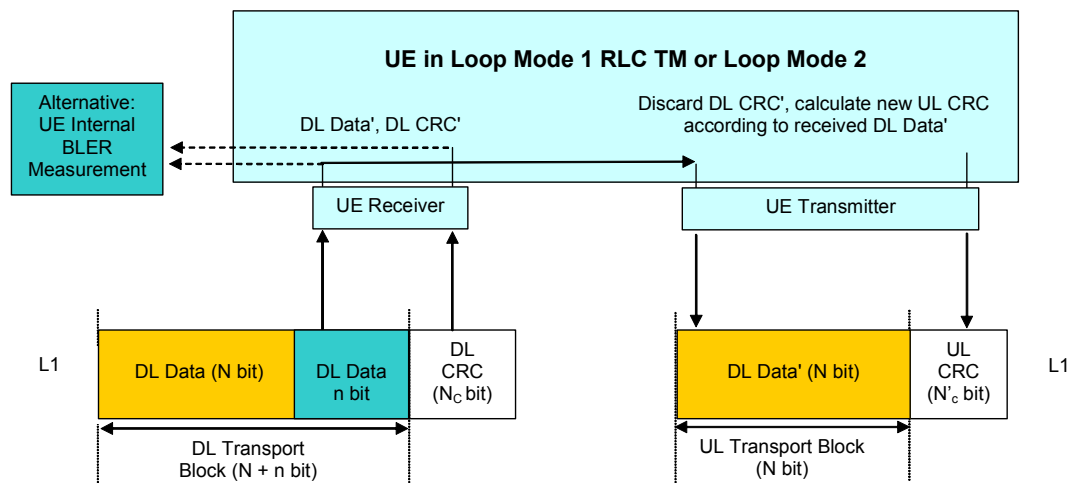 UE in Loop Mode 1 RLC TM or Loop Mode 2
Alternative:
UE Internal
BLER
Measurement
DL Data', DL CRC'
Discard DL CRC', calculate new UL CRC
according to received DL Data'
UE Receiver
UE Transmitter
L1
DL Data (N bit)
DL Data
n bit
DL
CRC
(NC bit)
DL Data' (N bit)
UL
CRC
(N'c bit)
L1
DL Transport
Block (N + n bit)
UL Transport Block
(N bit)